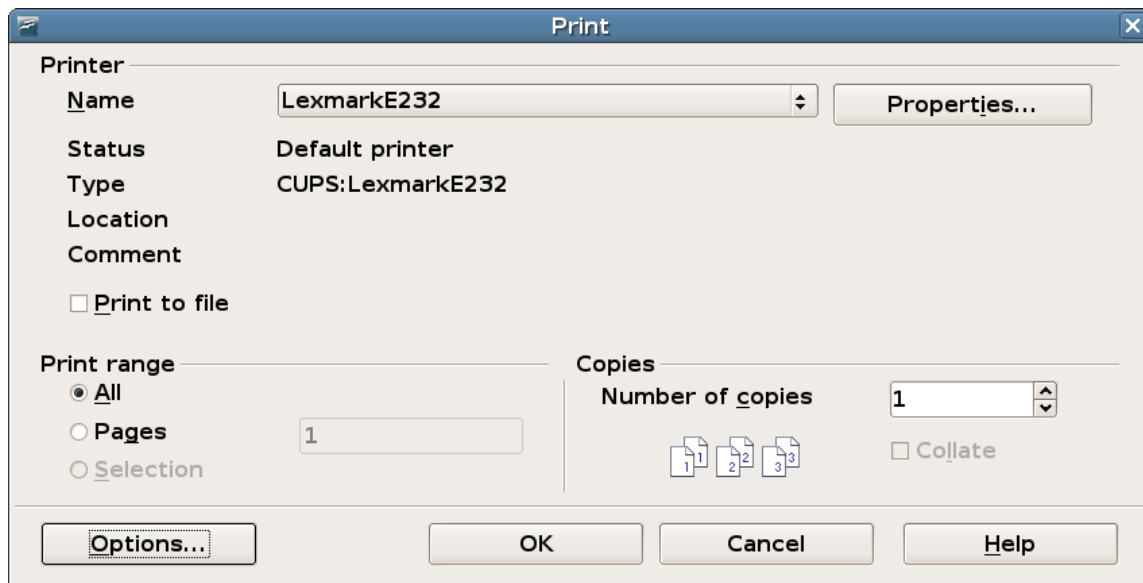 Print
Printer
Name LexmarkE232 Properties...
Status Default printer
Type CUPS:LexmarkE232
Location
Comment
Print to file
Print range
All
Pages 1
Selection
Copies
Number of copies 1
1 1 2 2 3 3
Collate
Options... OK Cancel Help